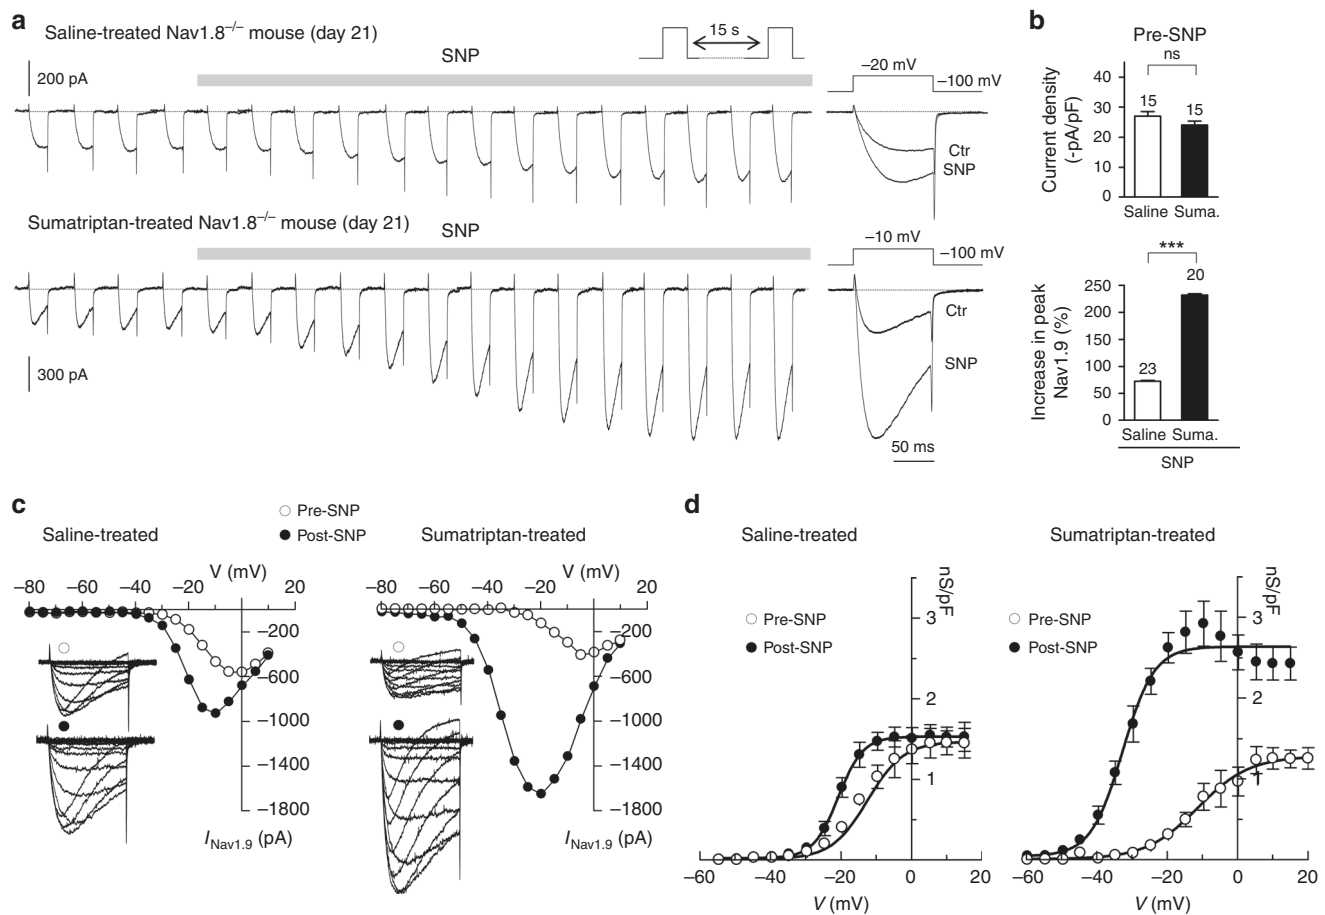 a
Saline-treated Nav1.8–/– mouse (day 21)
SNP
15 s
200 pA
–20 mV
–100 mV
Ctr
SNP
Sumatriptan-treated Nav1.8–/– mouse (day 21)
SNP
–10 mV
–100 mV
Ctr
SNP
300 pA
50 ms
b
Pre-SNP
ns
Current density
(-pA/pF)
40
30
20
10
0
15
15
Saline
Suma.
***
Increase in peak
Nav1.9 (%)
250
200
150
100
50
0
23
20
Saline
Suma.
SNP
c
Saline-treated
Pre-SNP
Post-SNP
Sumatriptan-treated
V (mV)
–80
–60
–40
–20
20
–200
–600
–1000
–1400
–1800
INav1.9 (pA)
V (mV)
–80
–60
–40
–20
0
20
–200
–600
–1000
–1400
–1800
INav1.9 (pA)
d
Saline-treated
nS/pF
Pre-SNP
Post-SNP
3
2
1
–60
–40
–20
0
20
V (mV)
Sumatriptan-treated
nS/pF
Pre-SNP
Post-SNP
3
2
1
–60
–40
–20
0
20
V (mV)